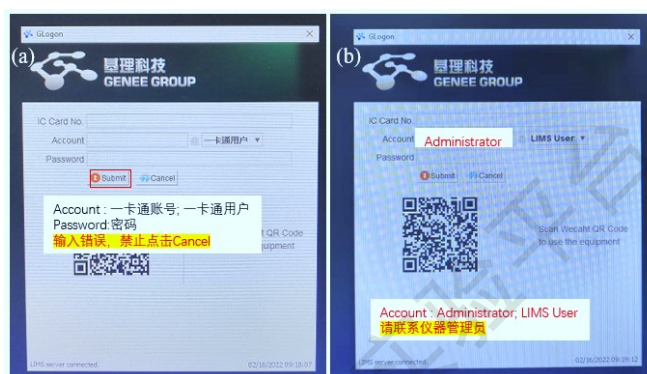 (a)
GLogon
基理科技
GENEE GROUP
IC Card No
Account
一卡通用户
Password
Submit
Cancel
Account : 一卡通账号; 一卡通用户
Password:密码
输入错误，禁止点击Cancel
QR Code
LIMS server connected.
02/16/2022 09:18:07
(b)
GLogon
基理科技
GENEE GROUP
IC Card No
Account
Administrator
LIMS User
Password
Submit
Cancel
Scan Wecaht QR Code
to use the equipment
Account : Administrator; LIMS User
请联系仪器管理员
LIMS server connected.
02/16/2022 09:19:12
验平台